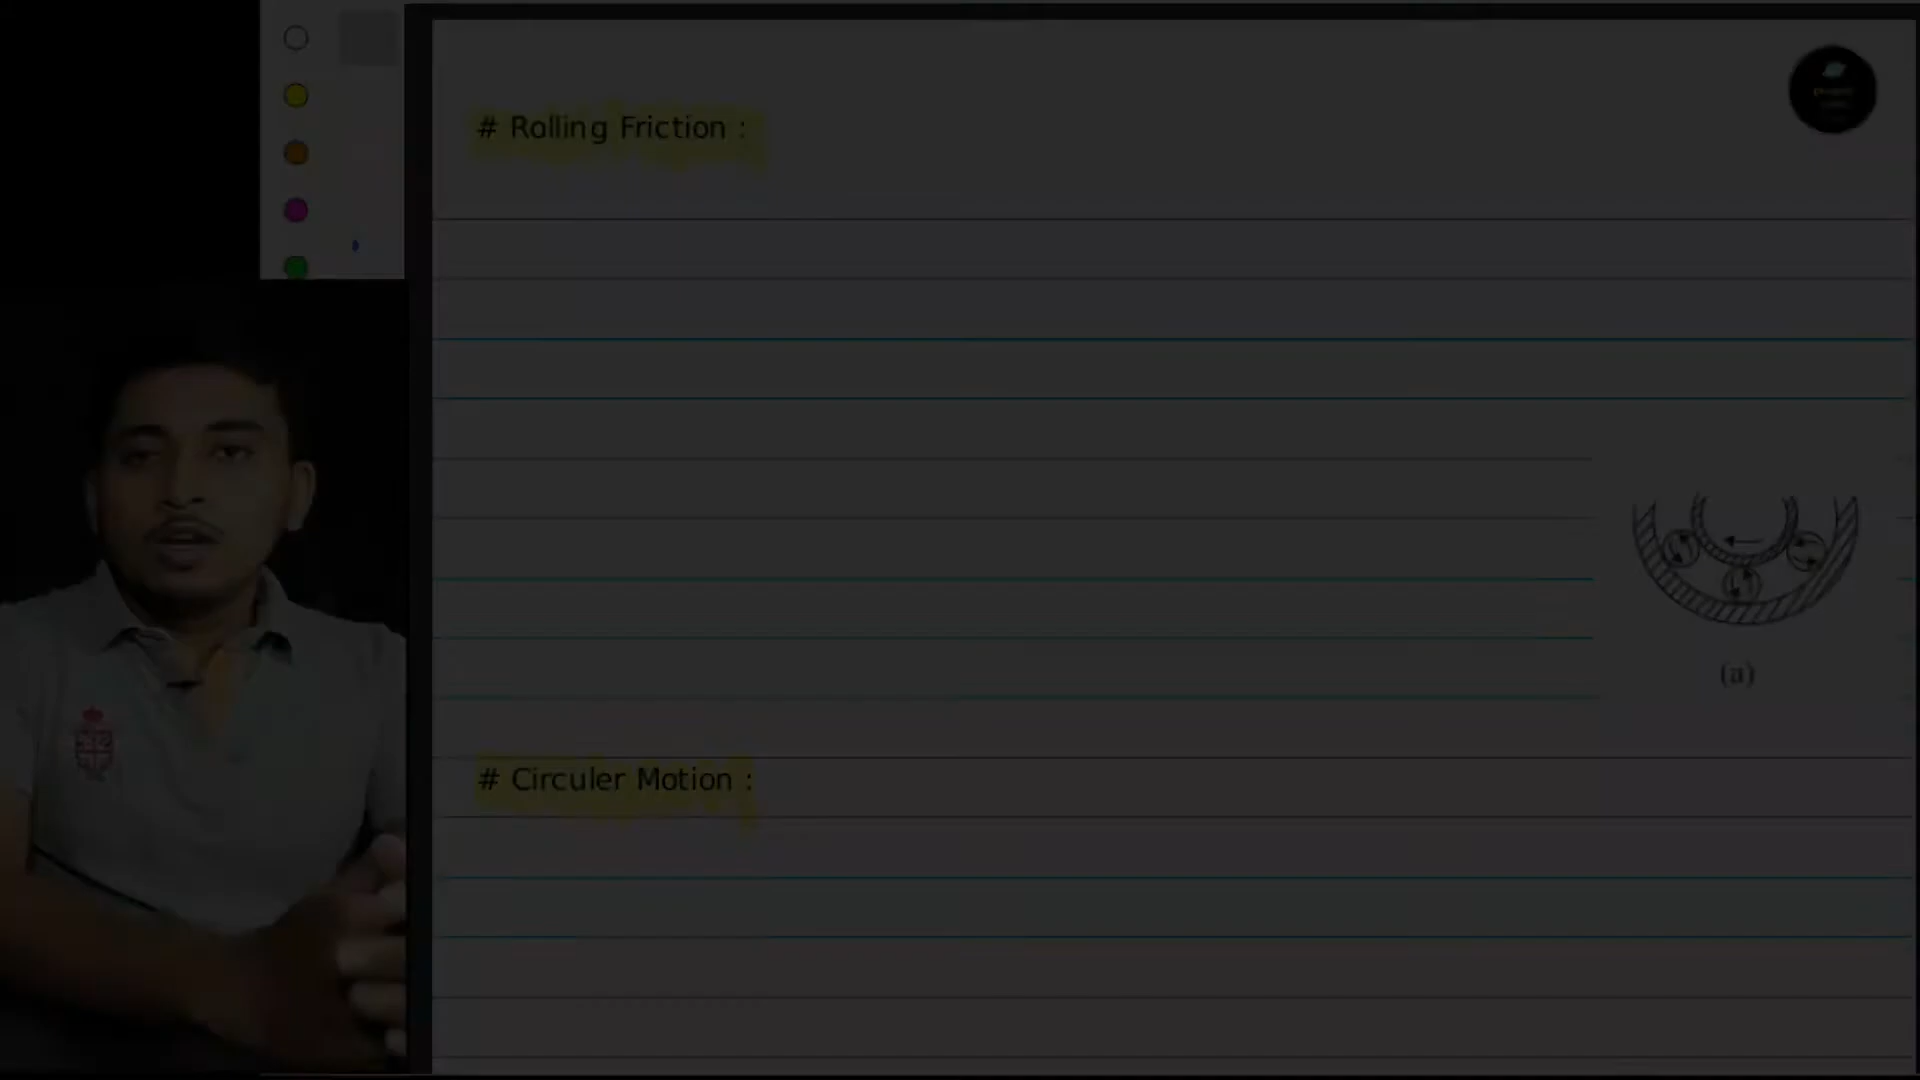 # Rolling Friction :
(a)
# Circuler Motion :